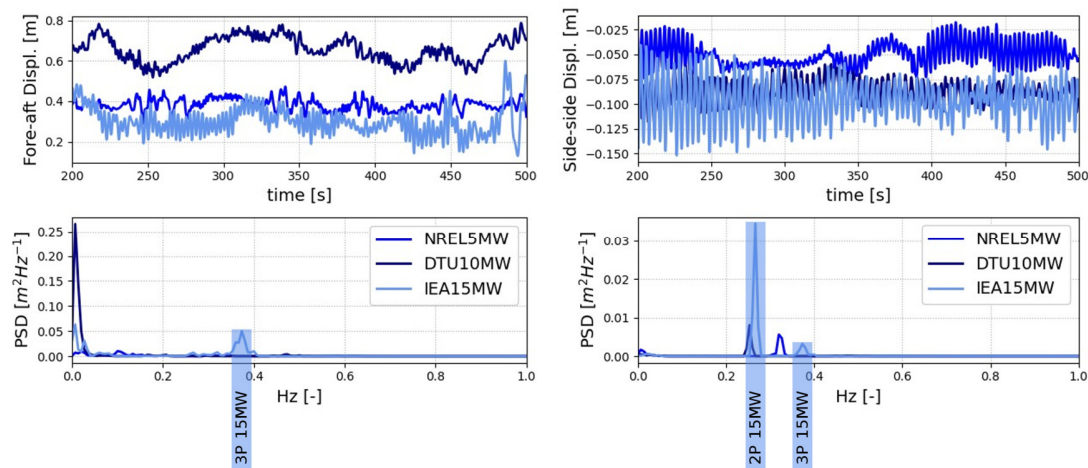 Fore-aft Displ. [m]
0.8
0.6
0.4
0.2
200 250 300 350 400 450 500
time [s]
Side-side Displ. [m]
−0.025
−0.050
−0.075
−0.100
−0.125
−0.150
200 250 300 350 400 450 500
time [s]
PSD [m²Hz⁻¹]
0.25
0.20
0.15
0.10
0.05
0.00
NREL5MW
DTU10MW
IEA15MW
0.0 0.2 0.4 0.6 0.8 1.0
Hz [-]
3P 15MW
PSD [m²Hz⁻¹]
0.03
0.02
0.01
0.00
NREL5MW
DTU10MW
IEA15MW
0.0 0.2 0.4 0.6 0.8 1.0
Hz [-]
2P 15MW
3P 15MW